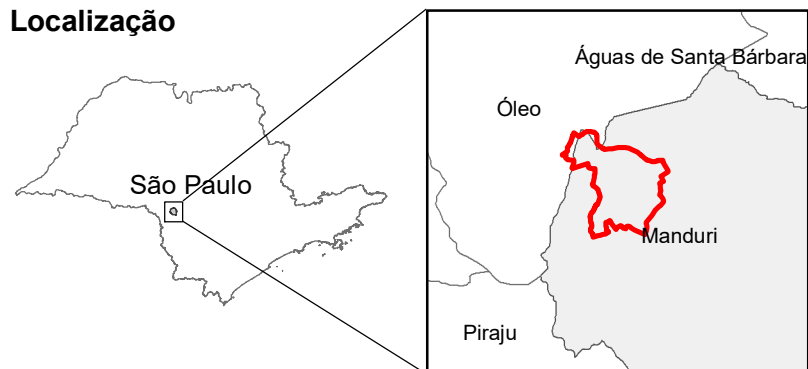 Localização
São Paulo
Águas de Santa Bárbara
Óleo
Manduri
Piraju